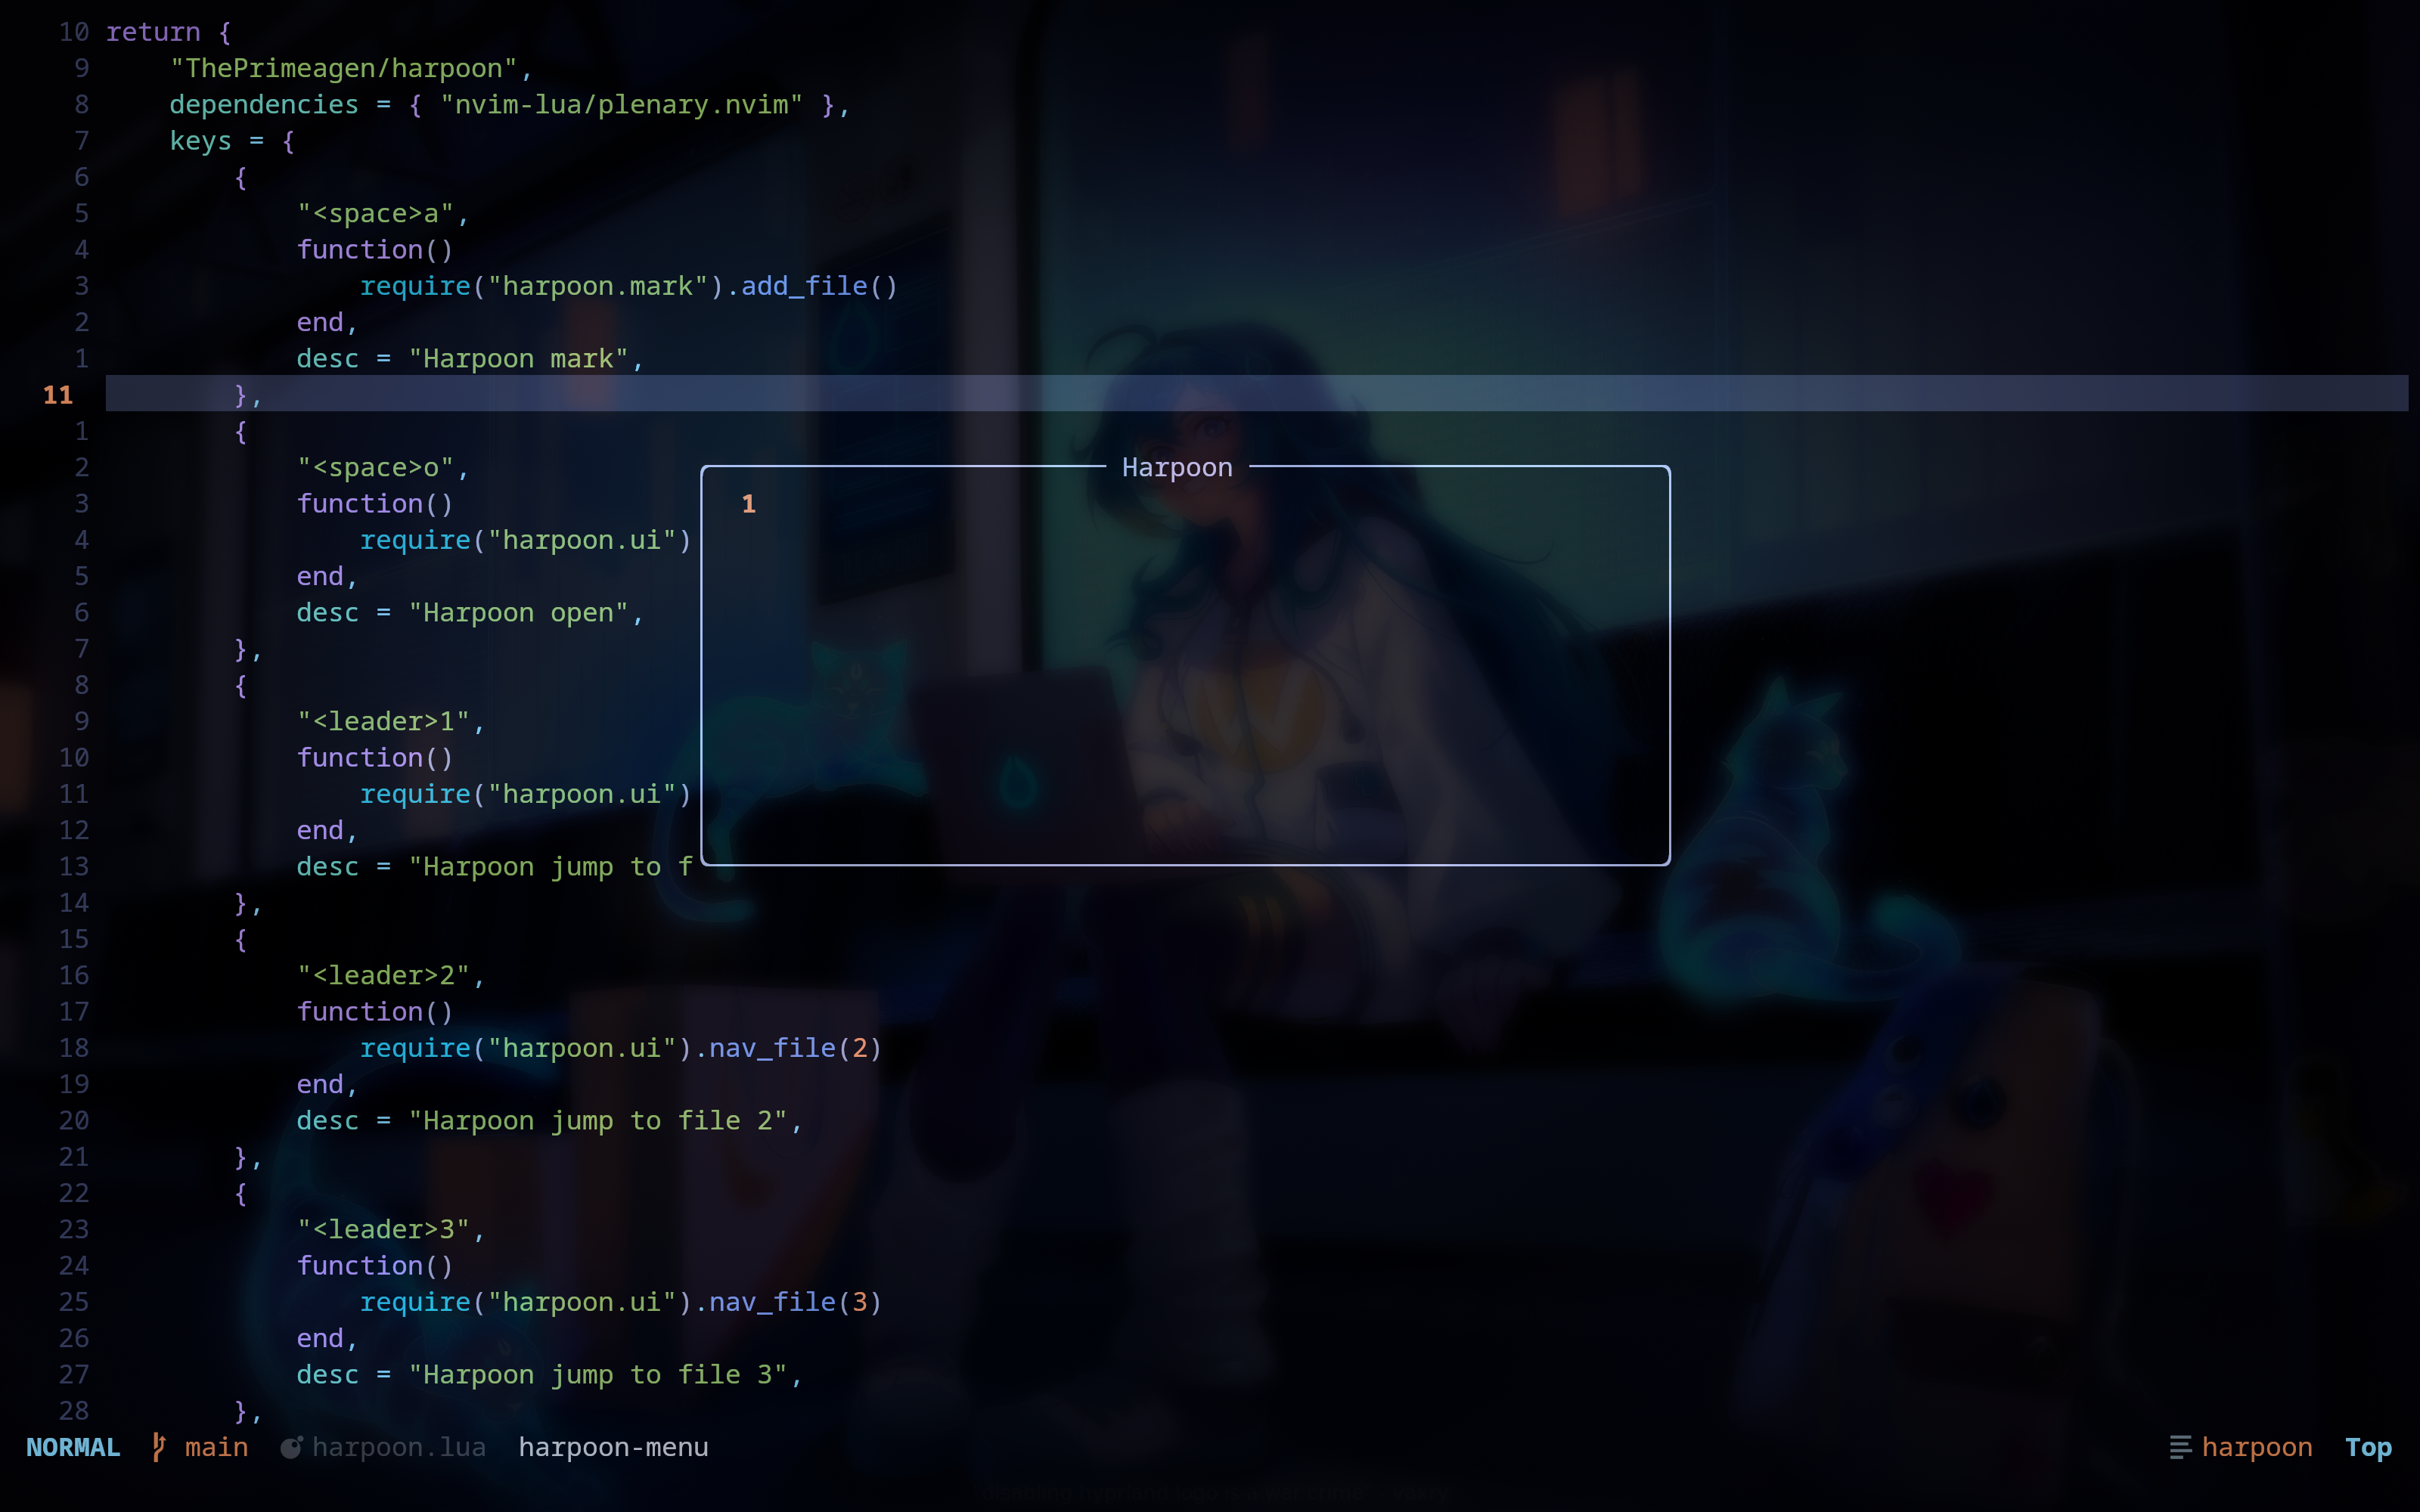 10 return {
9     "ThePrimeagen/harpoon",
8     dependencies = { "nvim-lua/plenary.nvim" },
7     keys = {
6         {
5             "<space>a",
4             function()
3                 require("harpoon.mark").add_file()
2             end,
1             desc = "Harpoon mark",
11         },
1         {
2             "<space>o",
Harpoon
3             function()
1
4                 require("harpoon.ui")
5             end,
6             desc = "Harpoon open",
7         },
8         {
9             "<leader>1",
10             function()
11                 require("harpoon.ui")
12             end,
13             desc = "Harpoon jump to f
14         },
15         {
16             "<leader>2",
17             function()
18                 require("harpoon.ui").nav_file(2)
19             end,
20             desc = "Harpoon jump to file 2",
21         },
22         {
23             "<leader>3",
24             function()
25                 require("harpoon.ui").nav_file(3)
26             end,
27             desc = "Harpoon jump to file 3",
28         },
NORMAL main harpoon.lua harpoon-menu harpoon Top